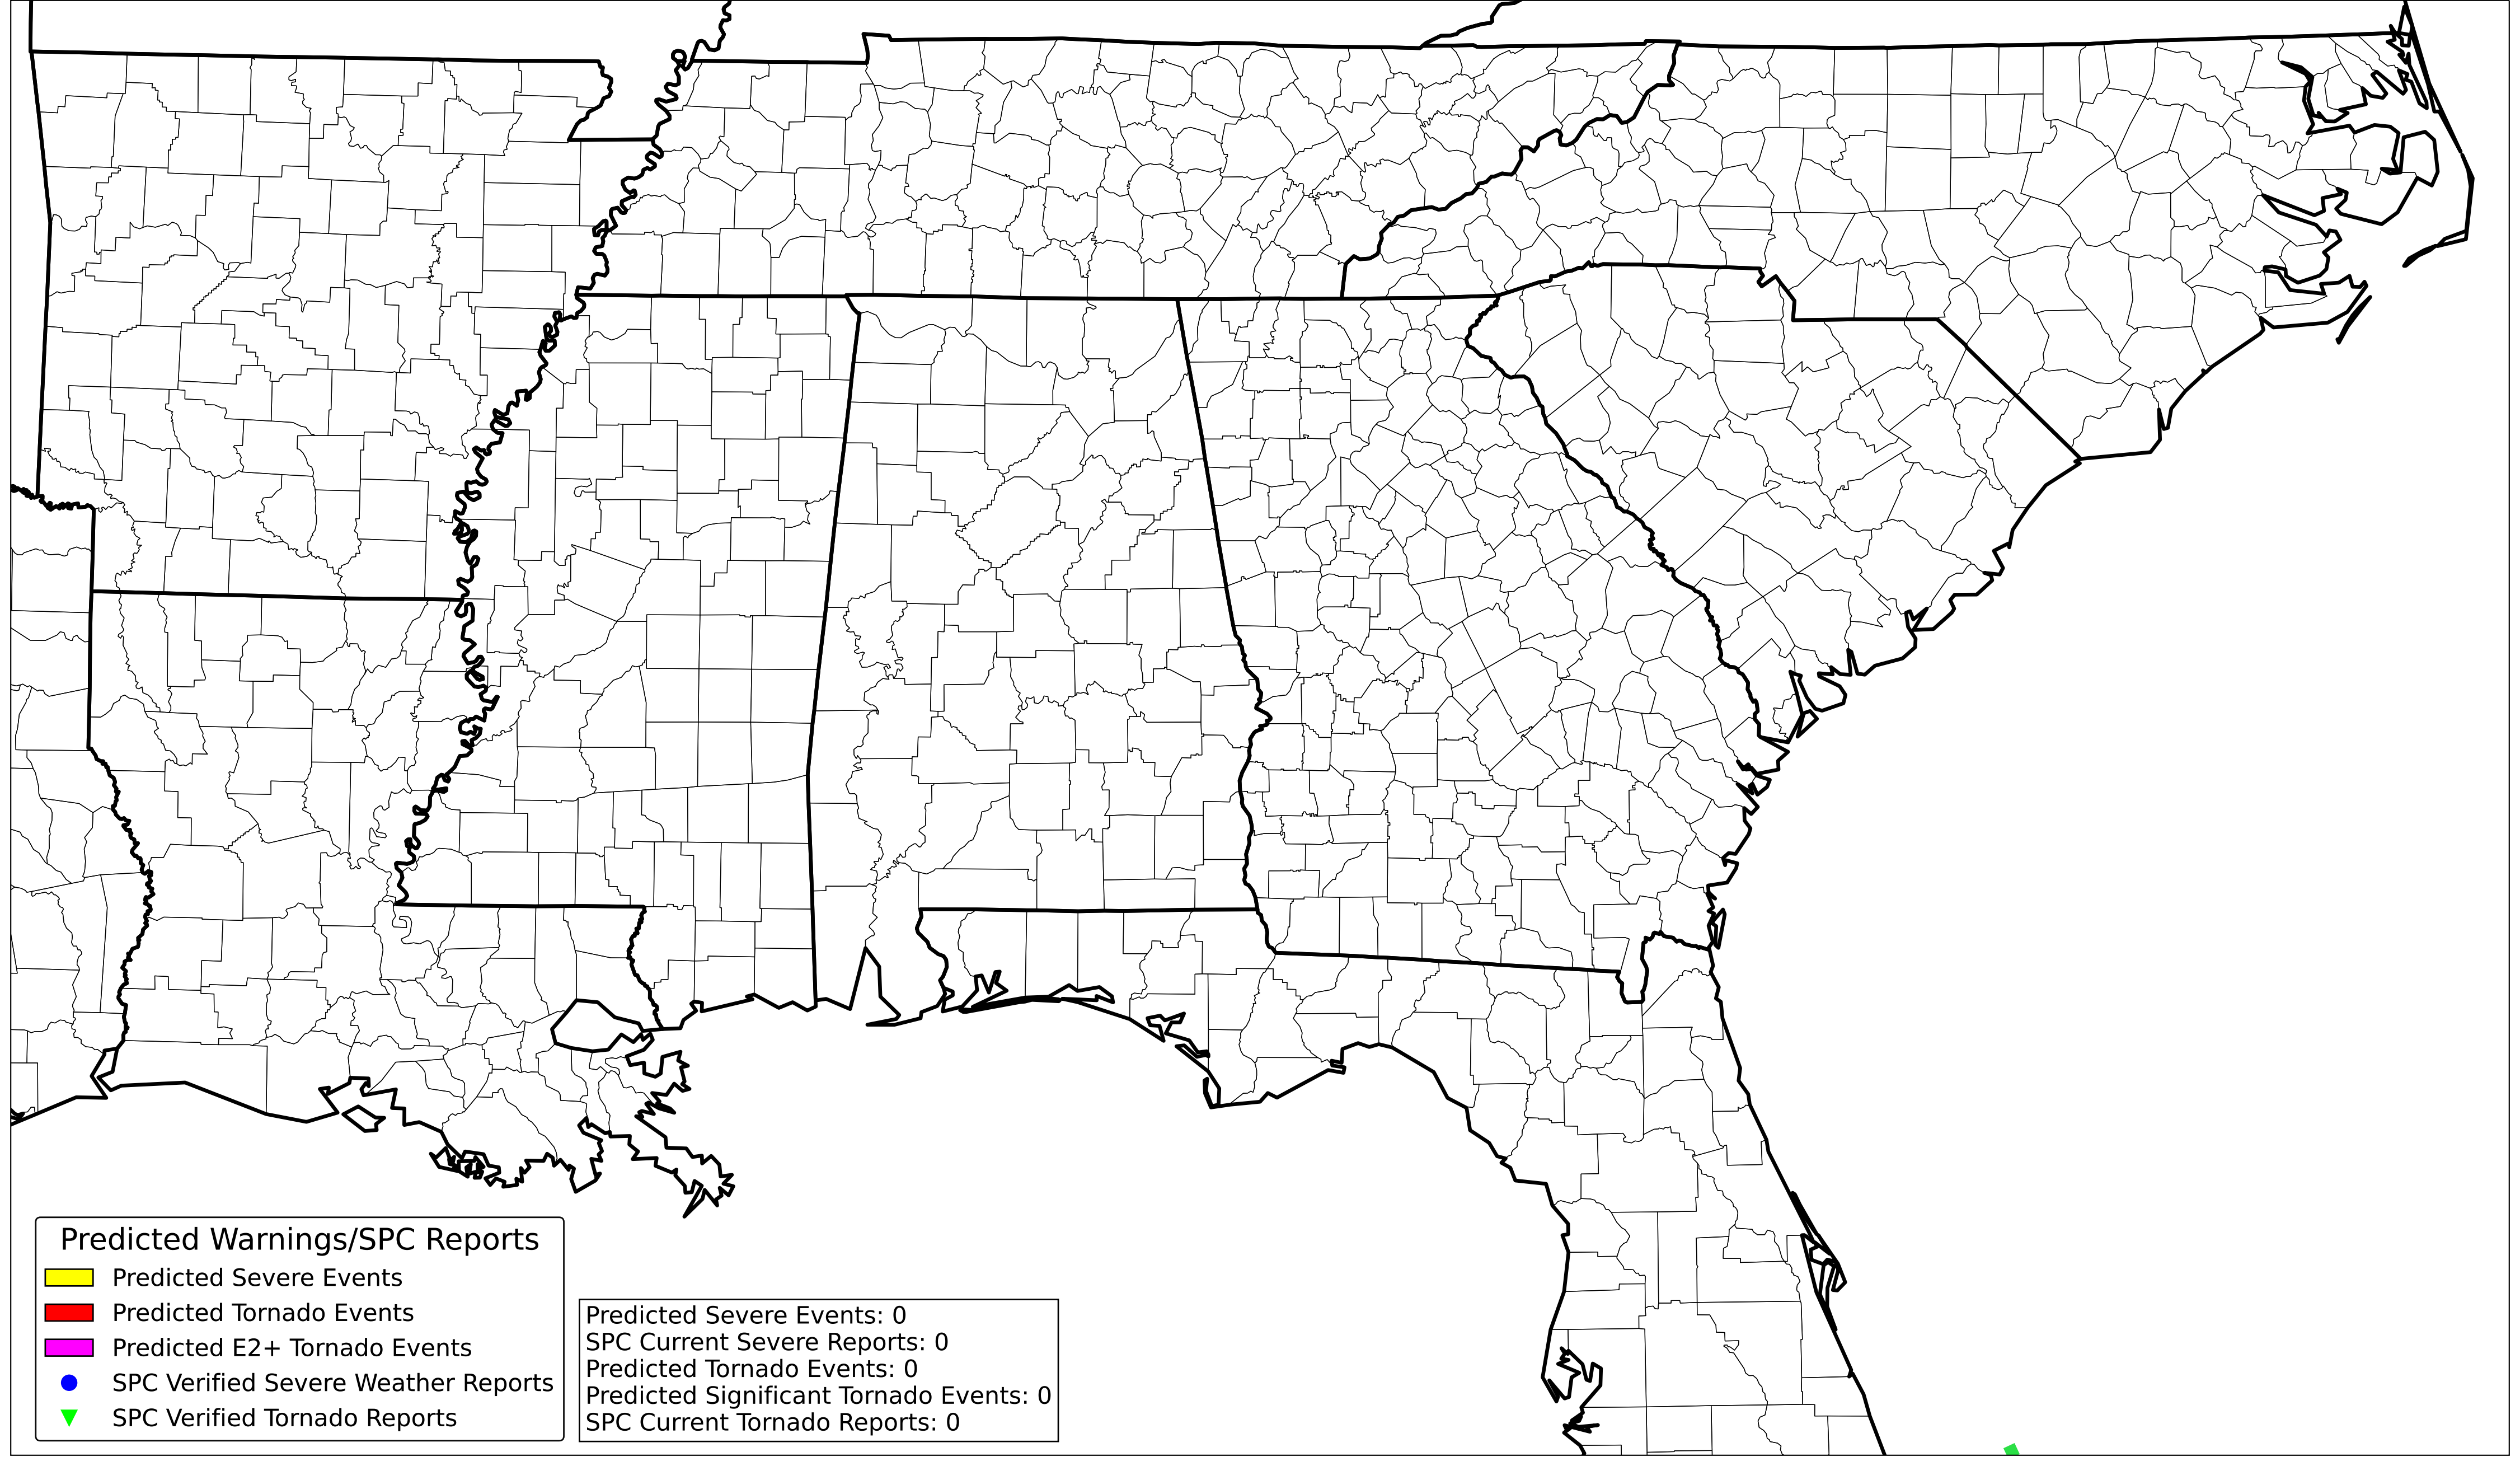 Predicted Warnings/SPC Reports
Predicted Severe Events
Predicted Tornado Events
Predicted E2+ Tornado Events
SPC Verified Severe Weather Reports
SPC Verified Tornado Reports
Predicted Severe Events: 0
SPC Current Severe Reports: 0
Predicted Tornado Events: 0
Predicted Significant Tornado Events: 0
SPC Current Tornado Reports: 0